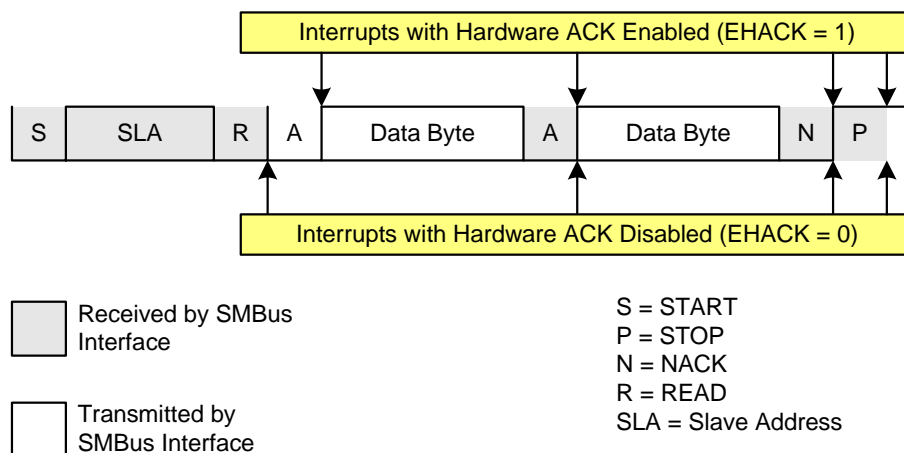 Interrupts with Hardware ACK Enabled (EHACK = 1)
S SLA R A Data Byte A Data Byte N P
Interrupts with Hardware ACK Disabled (EHACK = 0)
Received by SMBus
Interface
Transmitted by
SMBus Interface
S = START
P = STOP
N = NACK
R = READ
SLA = Slave Address